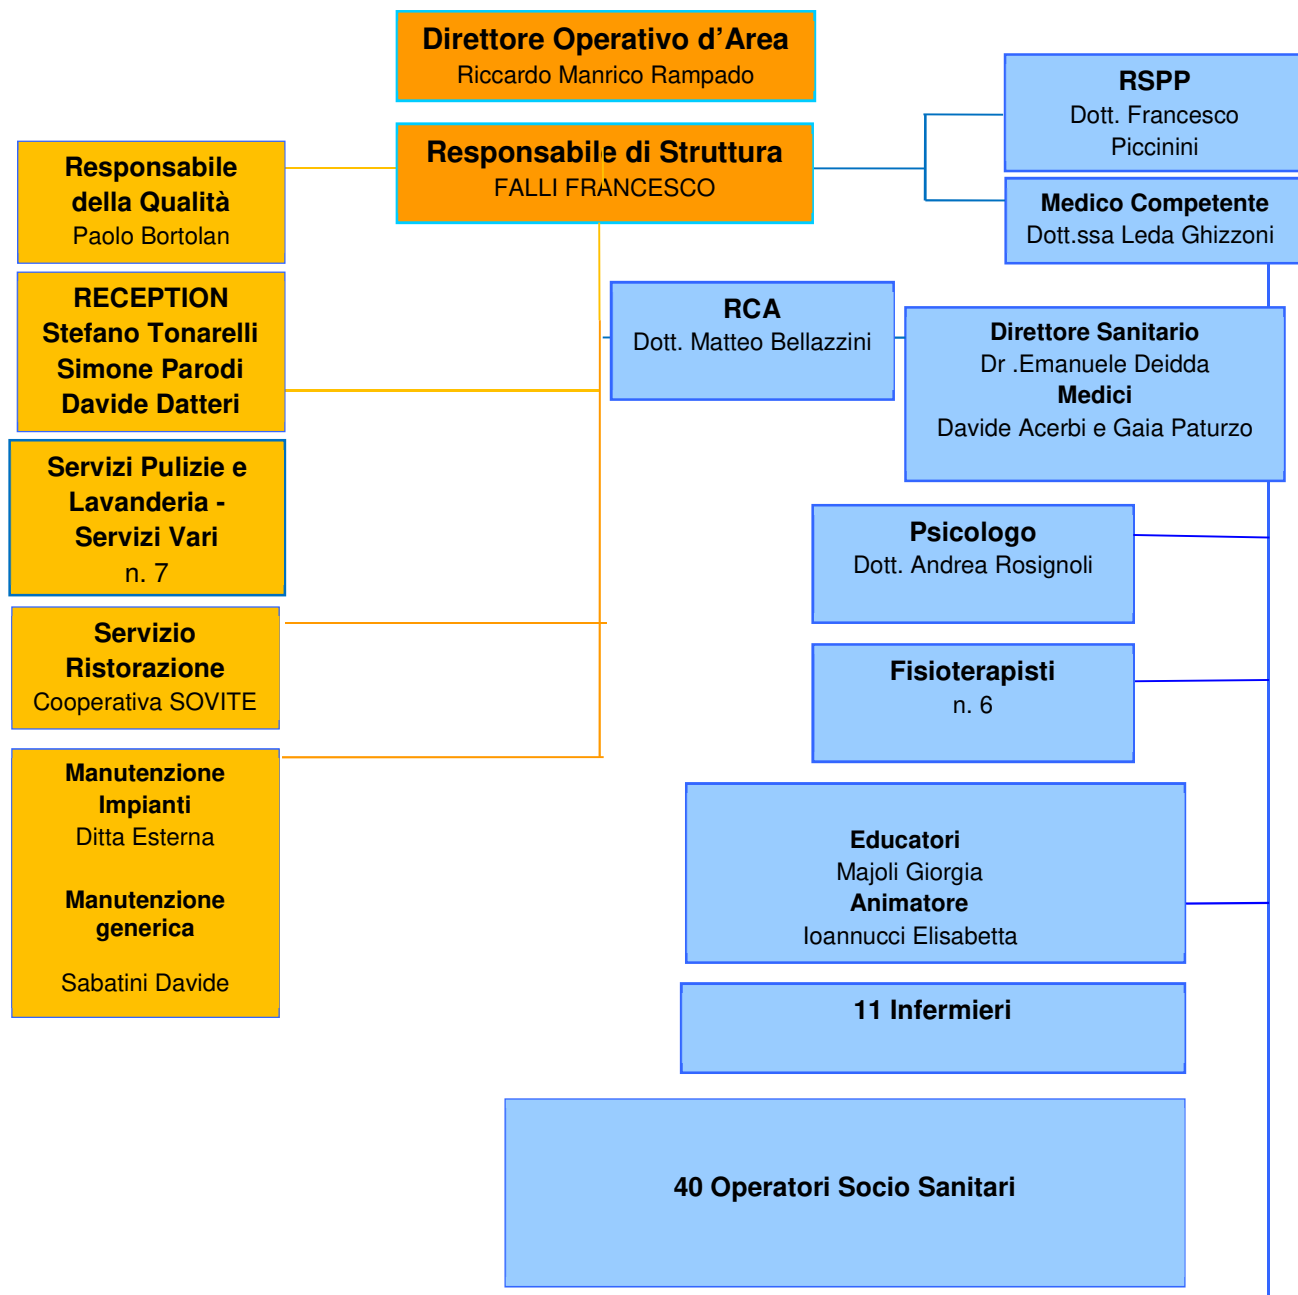 Direttore Operativo d’Area
Riccardo Manrico Rampado
Responsabile di Struttura
FALLI FRANCESCO
RSPP
Dott. Francesco
Piccinini
Medico Competente
Dott.ssa Leda Ghizzoni
Responsabile
della Qualità
Paolo Bortolan
RECEPTION
Stefano Tonarelli
Simone Parodi
Davide Datteri
RCA
Dott. Matteo Bellazzini
Direttore Sanitario
Dr .Emanuele Deidda
Medici
Davide Acerbi e Gaia Paturzo
Servizi Pulizie e
Lavanderia -
Servizi Vari
n. 7
Psicologo
Dott. Andrea Rosignoli
Servizio
Ristorazione
Cooperativa SOVITE
Fisioterapisti
n. 6
Manutenzione
Impianti
Ditta Esterna
Manutenzione
generica
Sabatini Davide
Educatori
Majoli Giorgia
Animatore
Ioannucci Elisabetta
11 Infermieri
40 Operatori Socio Sanitari